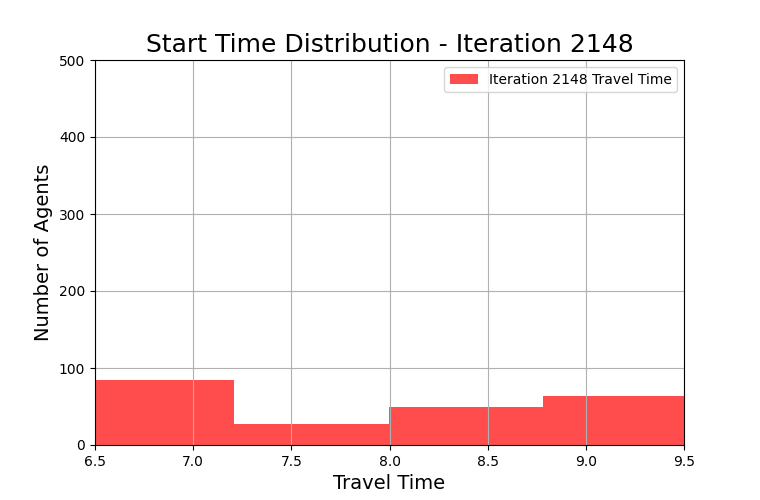 Start Time Distribution - Iteration 2148
Iteration 2148 Travel Time
Number of Agents
500
400
300
200
100
0
6.5 7.0 7.5 8.0 8.5 9.0 9.5
Travel Time